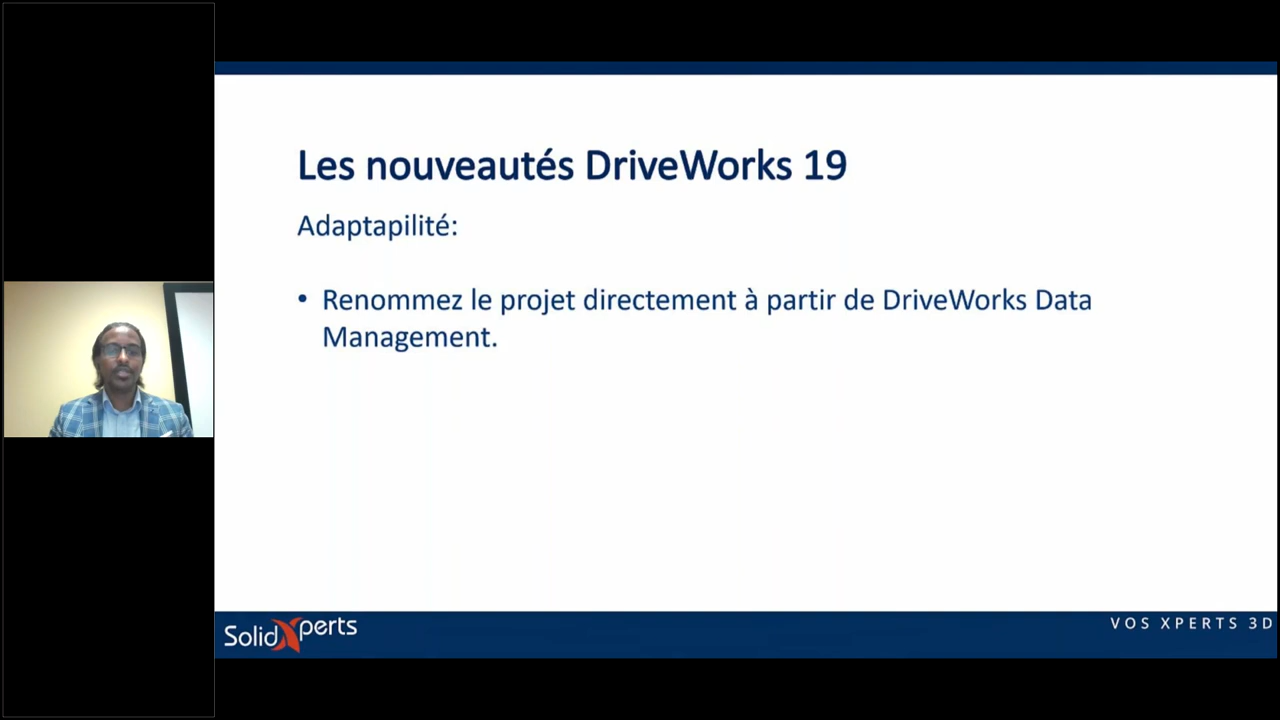 Les nouveautés DriveWorks 19
Adaptapilité:
• Renommez le projet directement à partir de DriveWorks Data
Management.
SolidXperts
VOS XPERTS 3D